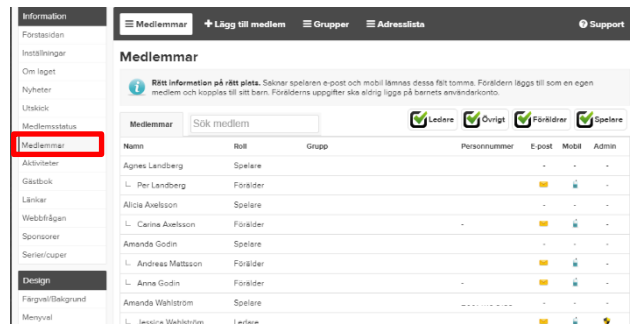 Information
Förstasidan
Inställningar
Om laget
Nyheter
Utskick
Medlemsstatus
Medlemmar
Aktiviteter
Gästbok
Länkar
Webbfrågan
Sponsorer
Serier/cuper
Design
Färgval/Bakgrund
Menyval
Medlemmar + Lägg till medlem Grupper Adresslista Support
Medlemmar
Rätt information på rätt plats. Saknar spelaren e-post och mobil lämnas dessa fält tomma. Föräldern läggs till som en egen
medlem och kopplas till sitt barn. Förälderns uppgifter ska aldrig ligga på barnets användarkonto.
Medlemmar Sök medlem Ledare Övrigt Föräldrar Spelare
Namn Roll Grupp Personnummer E-post Mobil Admin
Agnes Landberg Spelare - - -
Per Landberg Förälder -
Alicia Axelsson Spelare - - -
Carina Axelsson Förälder - -
Amanda Godin Spelare - - -
Andreas Mattsson Förälder -
Anna Godin Förälder - -
Amanda Wahlström Spelare - - -
Jessica Wahlström Ledare